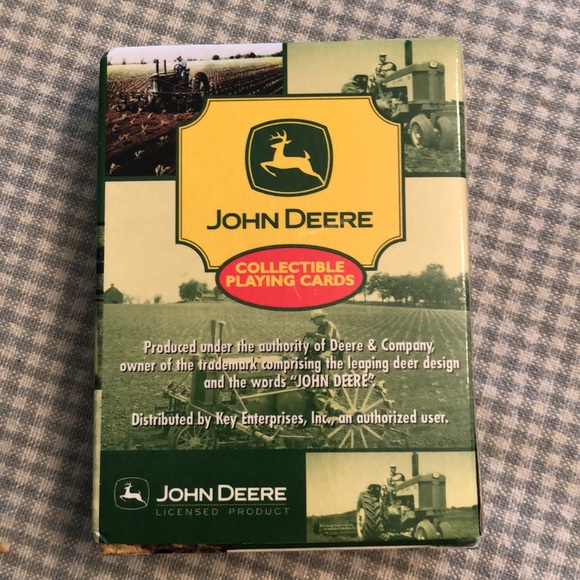 JOHN DEERE
COLLECTIBLE
PLAYING CARDS
Produced under the authority of Deere & Company,
owner of the trademark comprising the leaping deer design
and the words "JOHN DEERE".
Distributed by Key Enterprises, Inc., an authorized user.
JOHN DEERE
LICENSED PRODUCT